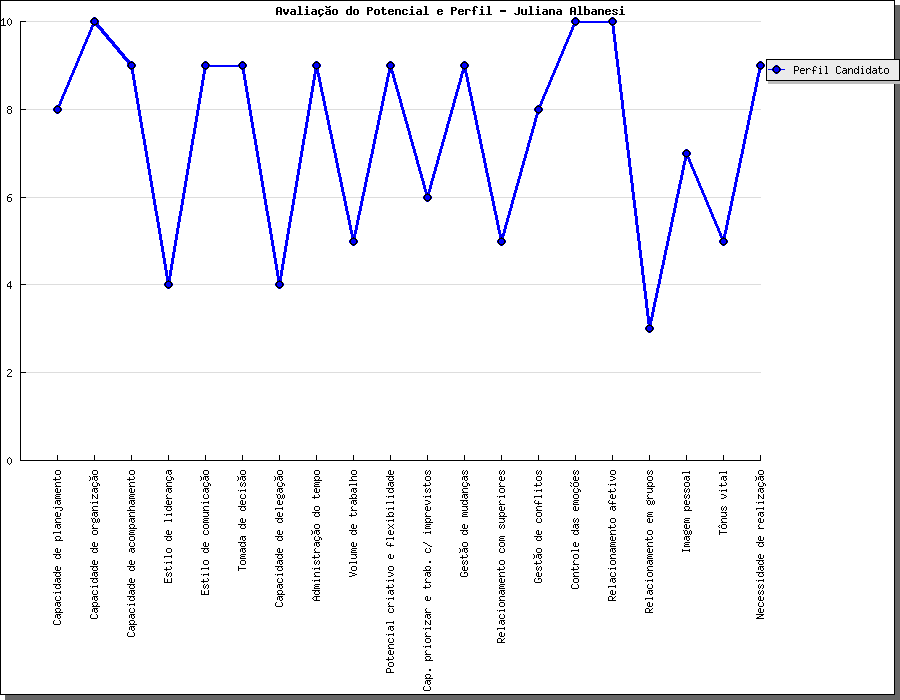 Avaliação do Potencial e Perfil - Juliana Albanesi
10
8
6
4
2
0
Perfil Candidato
Capacidade de planejamento
Capacidade de organização
Capacidade de acompanhamento
Estilo de liderança
Estilo de comunicação
Tomada de decisão
Capacidade de delegação
Administração do tempo
Volume de trabalho
Potencial criativo e flexibilidade
Cap. priorizar e trab. c/ imprevistos
Gestão de mudanças
Relacionamento com superiores
Gestão de conflitos
Controle das emoções
Relacionamento afetivo
Relacionamento em grupos
Imagem pessoal
Tônus vital
Necessidade de realização